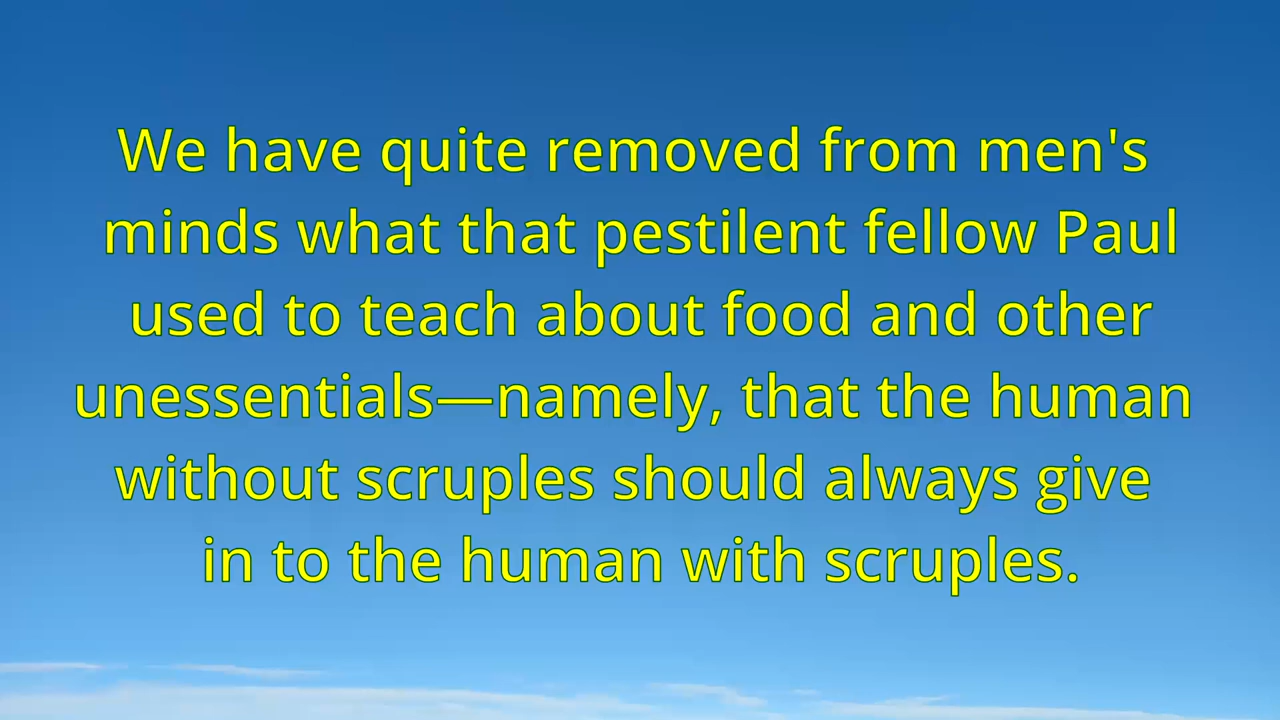 We have quite removed from men's
minds what that pestilent fellow Paul
used to teach about food and other
unessentials—namely, that the human
without scruples should always give
in to the human with scruples.